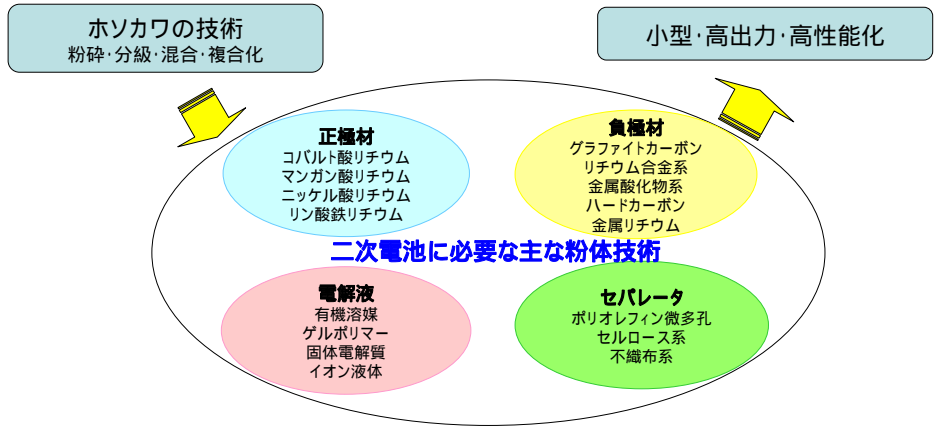 ホソカワの技術
粉砕・分級・混合・複合化
小型・高出力・高性能化
正極材
コバルト酸リチウム
マンガン酸リチウム
ニッケル酸リチウム
リン酸鉄リチウム
負極材
グラファイトカーボン
リチウム合金系
金属酸化物系
ハードカーボン
金属リチウム
二次電池に必要な主な粉体技術
電解液
有機溶媒
ゲルポリマー
固体電解質
イオン液体
セパレータ
ポリオレフィン微多孔
セルロース系
不織布系